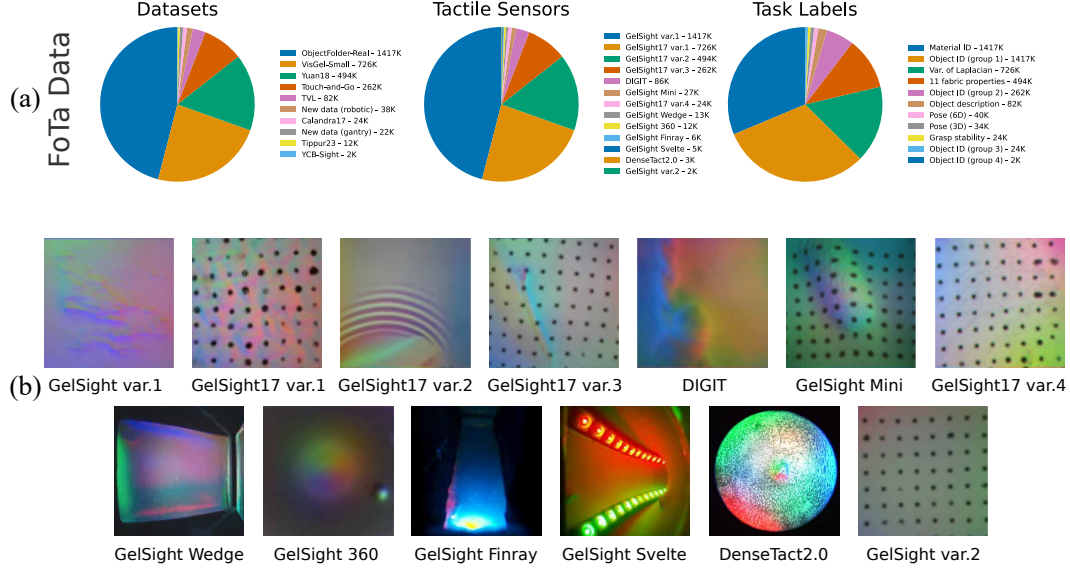 Datasets
Tactile Sensors
Task Labels
(a)
FoTa Data
ObjectFolder-Real – 1417K
VisGel-Small – 726K
Yuan18 – 494K
Touch-and-Go – 262K
TVL – 82K
New data (robotic) – 38K
Calandra17 – 24K
New data (gantry) – 22K
Tippur23 – 12K
YCB-Sight – 2K
GelSight var.1 – 1417K
GelSight17 var.1 – 726K
GelSight17 var.2 – 494K
GelSight17 var.3 – 262K
DIGIT – 86K
GelSight Mini – 27K
GelSight17 var.4 – 24K
GelSight Wedge – 13K
GelSight 360 – 12K
GelSight Finray – 6K
GelSight Svelte – 5K
DenseTact2.0 – 3K
GelSight var.2 – 2K
Material ID – 1417K
Object ID (group 1) – 1417K
Var. of Laplacian – 726K
11 fabric properties – 494K
Object ID (group 2) – 262K
Object description – 82K
Pose (6D) – 40K
Pose (3D) – 34K
Grasp stability – 24K
Object ID (group 3) – 24K
Object ID (group 4) – 2K
(b)
GelSight var.1
GelSight17 var.1
GelSight17 var.2
GelSight17 var.3
DIGIT
GelSight Mini
GelSight17 var.4
GelSight Wedge
GelSight 360
GelSight Finray
GelSight Svelte
DenseTact2.0
GelSight var.2